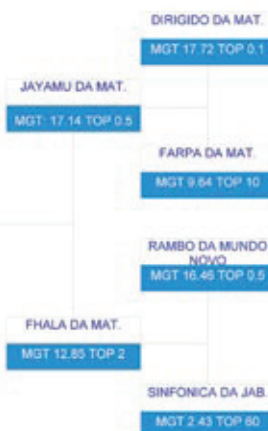 DIRIGIDO DA MAT.
MGT 17.72 TOP 0.1
JAYAMU DA MAT.
MGT: 17.14 TOP 0.5
FARPA DA MAT.
MGT 9.64 TOP 10
RAMBO DA MUNDO
NOVO
MGT 16.46 TOP 0.5
FHALA DA MAT.
MGT 12.85 TOP 2
SINFONICA DA JAB.
MGT 2.43 TOP 60